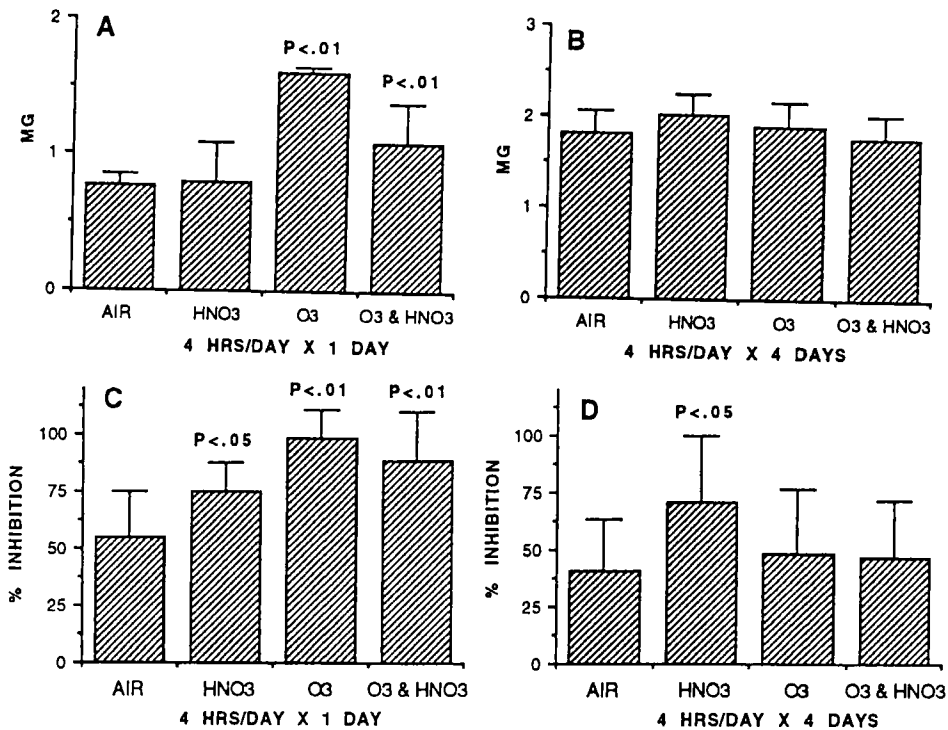 A
2
1
0
MG
P<.01
P<.01
AIR HNO3 O3 O3 & HNO3
4 HRS/DAY X 1 DAY
B
3
2
1
0
MG
AIR HNO3 O3 O3 & HNO3
4 HRS/DAY X 4 DAYS
C
100
75
50
25
0
% INHIBITION
P<.05
P<.01
P<.01
AIR HNO3 O3 O3 & HNO3
4 HRS/DAY X 1 DAY
D
100
75
50
25
0
% INHIBITION
P<.05
AIR HNO3 O3 O3 & HNO3
4 HRS/DAY X 4 DAYS